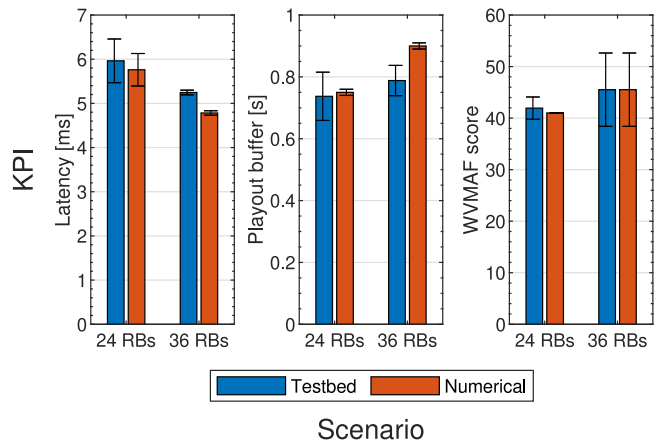 KPI
Latency [ms]
7
6
5
4
3
2
1
0
24 RBs 36 RBs
Playout buffer [s]
1
0.8
0.6
0.4
0.2
0
24 RBs 36 RBs
WVMAF score
60
50
40
30
20
10
0
24 RBs 36 RBs
Testbed Numerical
Scenario